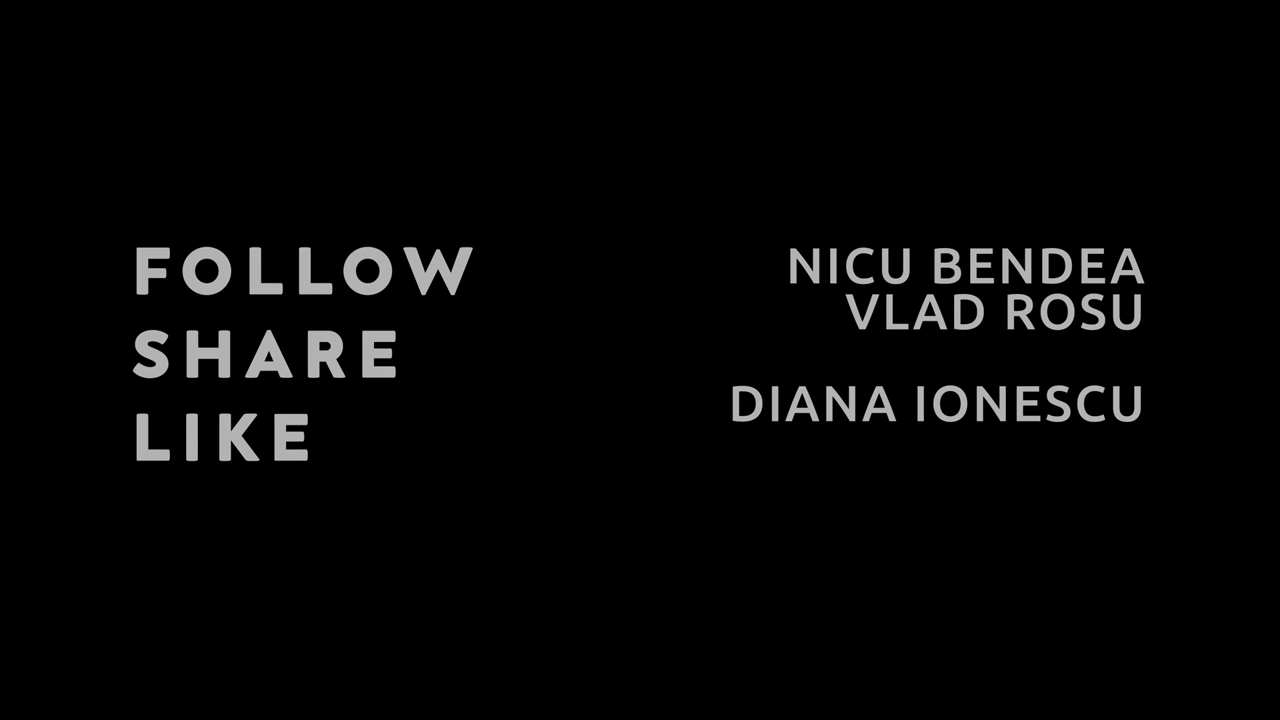 FOLLOW
SHARE
LIKE
NICU BENDEA
VLAD ROSU
DIANA IONESCU